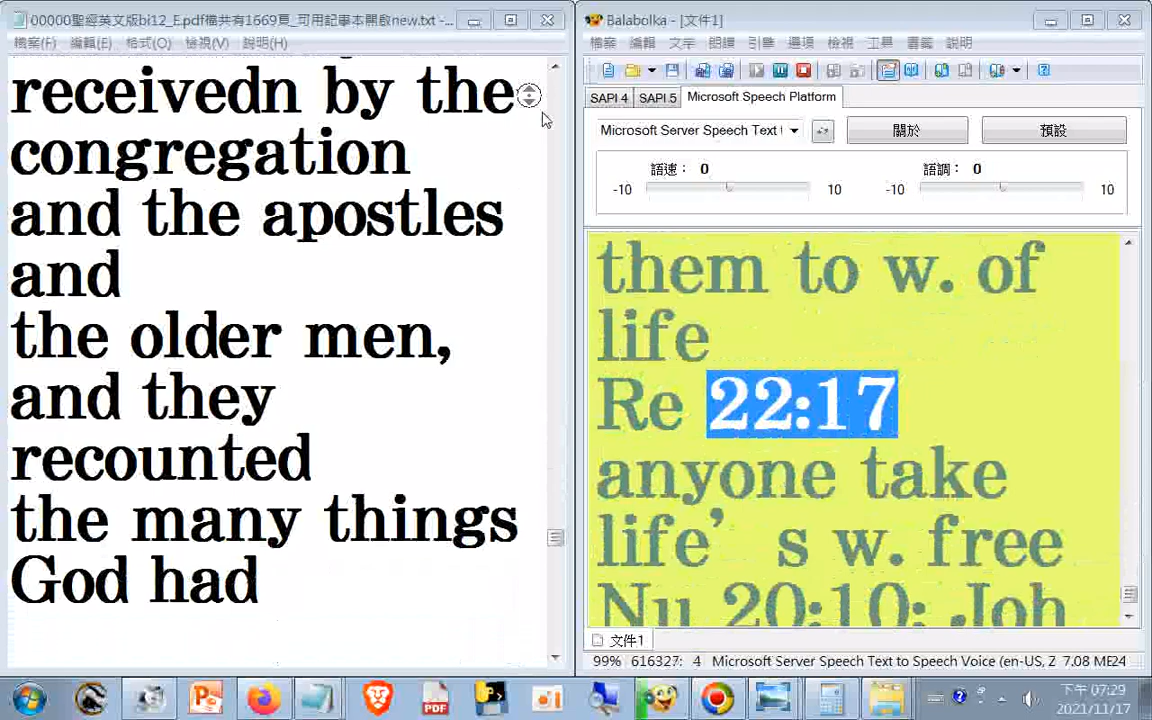 00000聖經英文版bi12_E.pdf檔共有1669頁_可用記事本開啟new.txt -...
檔案(F) 編輯(E) 格式(O) 檢視(V) 說明(H)
receivedn by the
congregation
and the apostles
and
the older men,
and they
recounted
the many things
God had
Balabolka - [文件1]
檔案 編輯 文字 朗讀 引擎 選項 檢視 工具 書籤 說明
SAPI 4 SAPI 5 Microsoft Speech Platform
Microsoft Server Speech Text 關於 預設
語速： 0 語調： 0
-10 10 -10 10
them to w. of
life
Re 22:17
anyone take
life’ s w. free
Nu 20:10; Joh
文件1
99% 616327: 4 Microsoft Server Speech Text to Speech Voice (en-US, Z 7.08 ME24
PDF
下午 07:29
2021/11/17